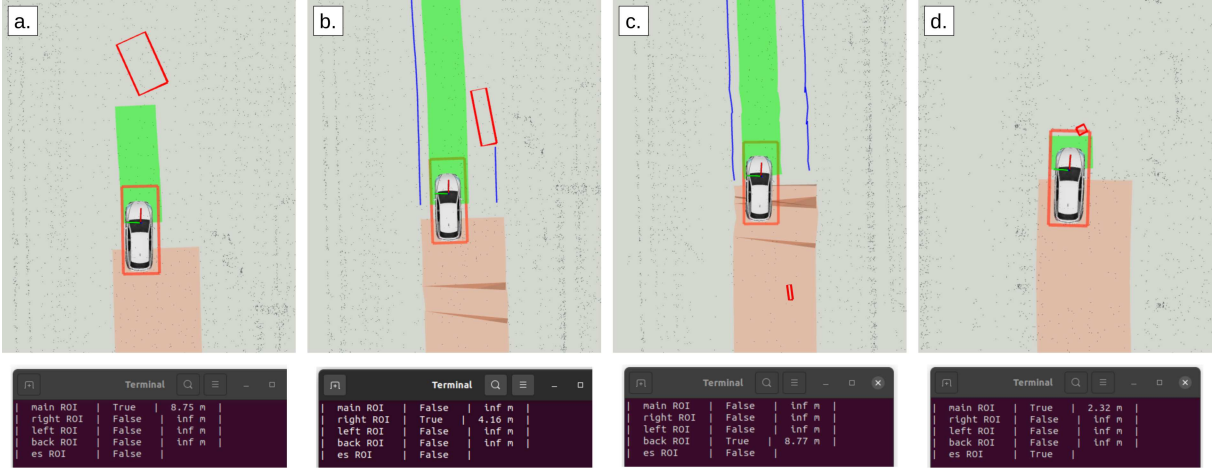 a.
b.
c.
d.
Terminal
| main ROI | True | 8.75 m |
| right ROI | False | inf m |
| left ROI | False | inf m |
| back ROI | False | inf m |
| es ROI | False |
Terminal
| main ROI | False | inf m |
| right ROI | True | 4.16 m |
| left ROI | False | inf m |
| back ROI | False | inf m |
| es ROI | False |
Terminal
| main ROI | False | inf m |
| right ROI | False | inf m |
| left ROI | False | inf m |
| back ROI | True | 8.77 m |
| es ROI | False |
Terminal
| main ROI | True | 2.32 m |
| right ROI | False | inf m |
| left ROI | False | inf m |
| back ROI | False | inf m |
| es ROI | True |